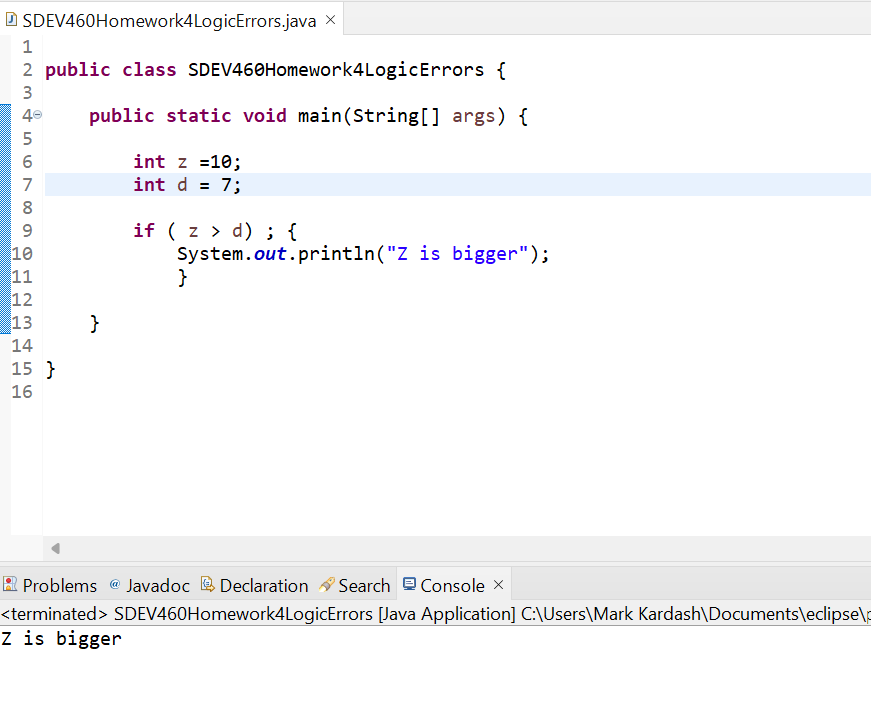 SDEV460Homework4LogicErrors.java ×
1
2 public class SDEV460Homework4LogicErrors {
3
4 public static void main(String[] args) {
5
6 int z =10;
7 int d = 7;
8
9 if ( z > d) ; {
10 System.out.println("Z is bigger");
11 }
12
13 }
14
15 }
16
Problems @ Javadoc Declaration Search Console ×
<terminated> SDEV460Homework4LogicErrors [Java Application] C:\Users\Mark Kardash\Documents\eclipse\
Z is bigger